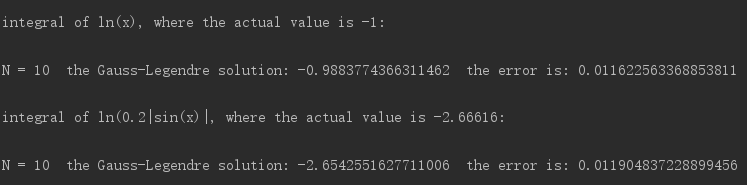 integral of ln(x), where the actual value is -1:
N = 10  the Gauss-Legendre solution: -0.9883774366311462  the error is: 0.011622563368853811
integral of ln(0.2|sin(x)|, where the actual value is -2.66616:
N = 10  the Gauss-Legendre solution: -2.6542551627711006  the error is: 0.011904837228899456